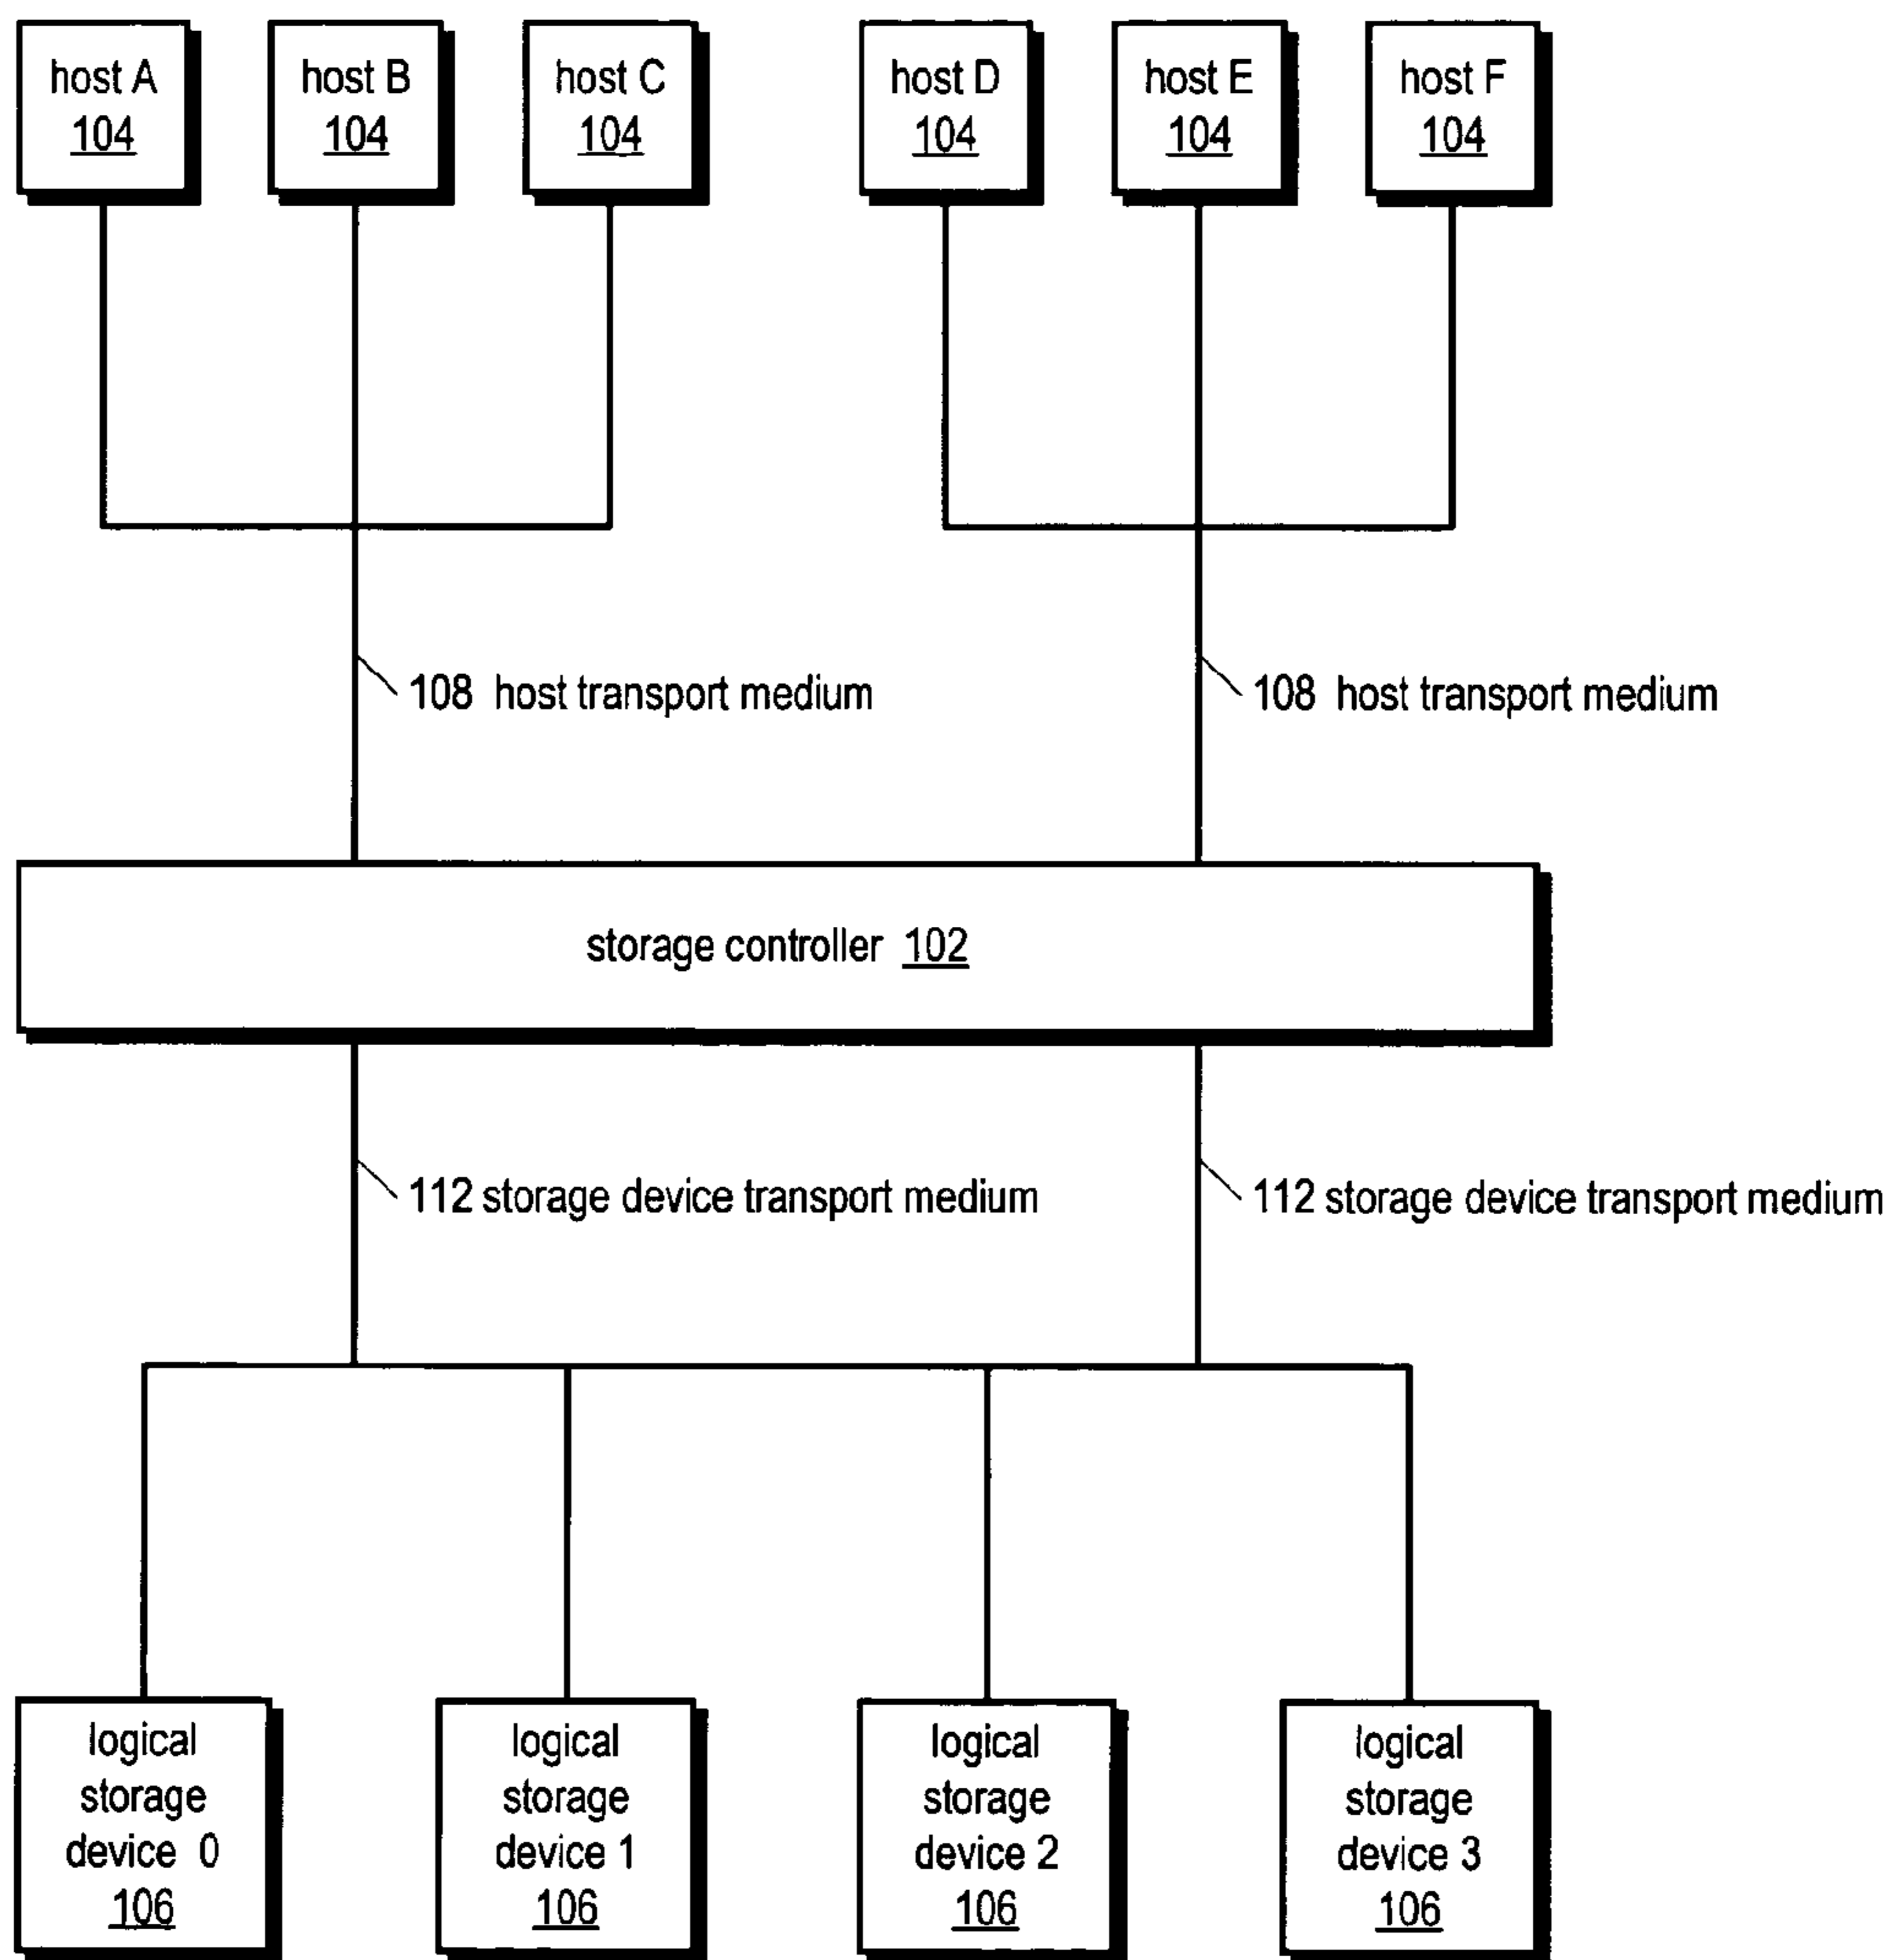 host A
104
host B
104
host C
104
host D
104
host E
104
host F
104
108 host transport medium
108 host transport medium
storage controller 102
112 storage device transport medium
112 storage device transport medium
logical
storage
device 0
106
logical
storage
device 1
106
logical
storage
device 2
106
logical
storage
device 3
106